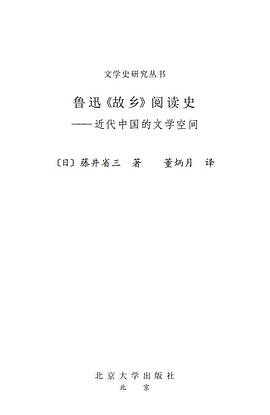 文学史研究丛书
鲁迅《故乡》阅读史
——近代中国的文学空间
〔日〕藤井省三 著 董炳月 译
北京大学出版社
北京